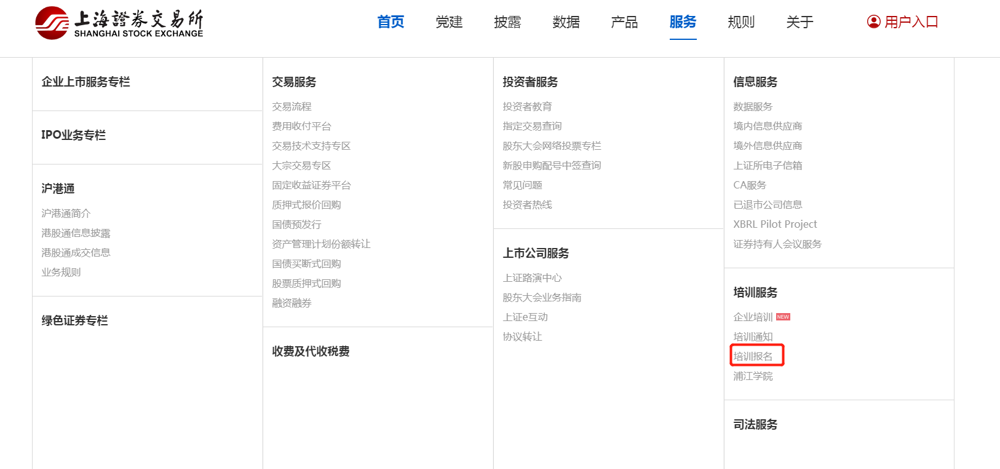 上海證券交易所
SHANGHAI STOCK EXCHANGE
首页 党建 披露 数据 产品 服务 规则 关于 用户入口
企业上市服务专栏
IPO业务专栏
沪港通
沪港通简介
港股通信息披露
港股通成交信息
业务规则
绿色证券专栏
交易服务
交易流程
费用收付平台
交易技术支持专区
大宗交易专区
固定收益证券平台
质押式报价回购
国债预发行
资产管理计划份额转让
国债买断式回购
股票质押式回购
融资融券
收费及代收税费
投资者服务
投资者教育
指定交易查询
股东大会网络投票专栏
新股申购配号中签查询
常见问题
投资者热线
上市公司服务
上证路演中心
股东大会业务指南
上证e互动
协议转让
信息服务
数据服务
境内信息供应商
境外信息供应商
上证所电子信箱
CA服务
已退市公司信息
XBRL Pilot Project
证券持有人会议服务
培训服务
企业培训 NEW
培训通知
培训报名
浦江学院
司法服务